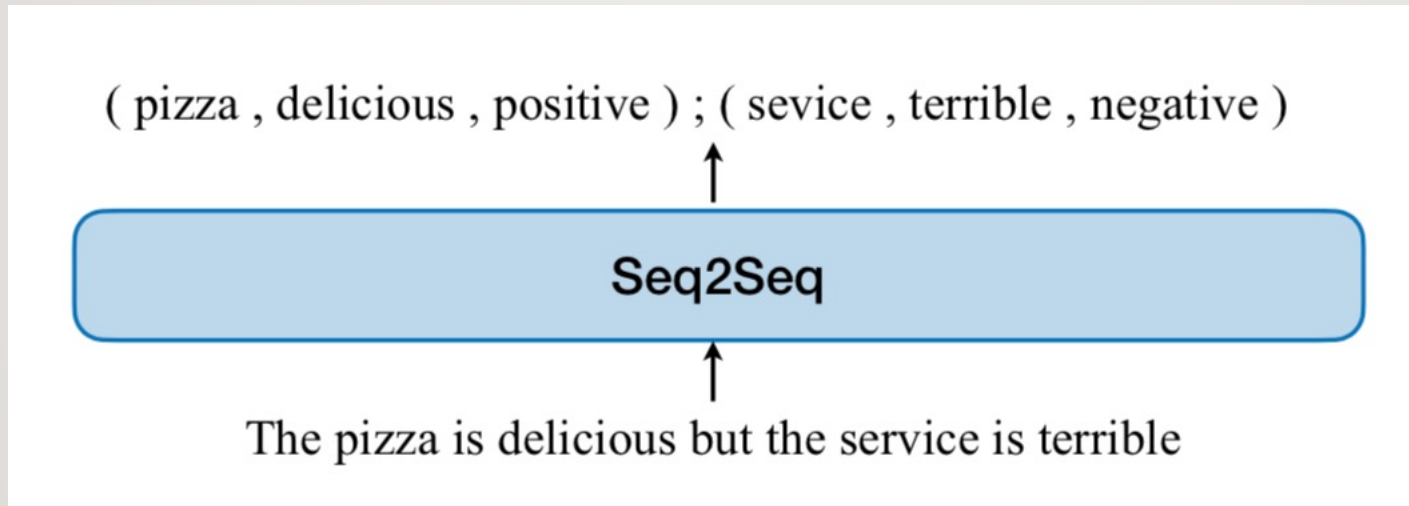 ( pizza , delicious , positive ) ; ( sevice , terrible , negative )
Seq2Seq
The pizza is delicious but the service is terrible